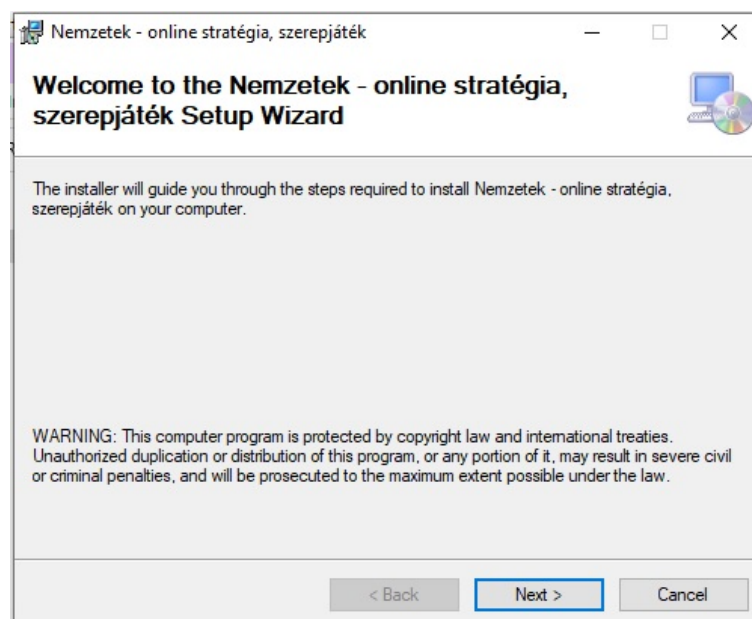 Nemzetek - online stratégia, szerepjáték
Welcome to the Nemzetek - online stratégia,
szerepjáték Setup Wizard
The installer will guide you through the steps required to install Nemzetek - online stratégia,
szerepjáték on your computer.
WARNING: This computer program is protected by copyright law and international treaties.
Unauthorized duplication or distribution of this program, or any portion of it, may result in severe civil
or criminal penalties, and will be prosecuted to the maximum extent possible under the law.
< Back
Next >
Cancel